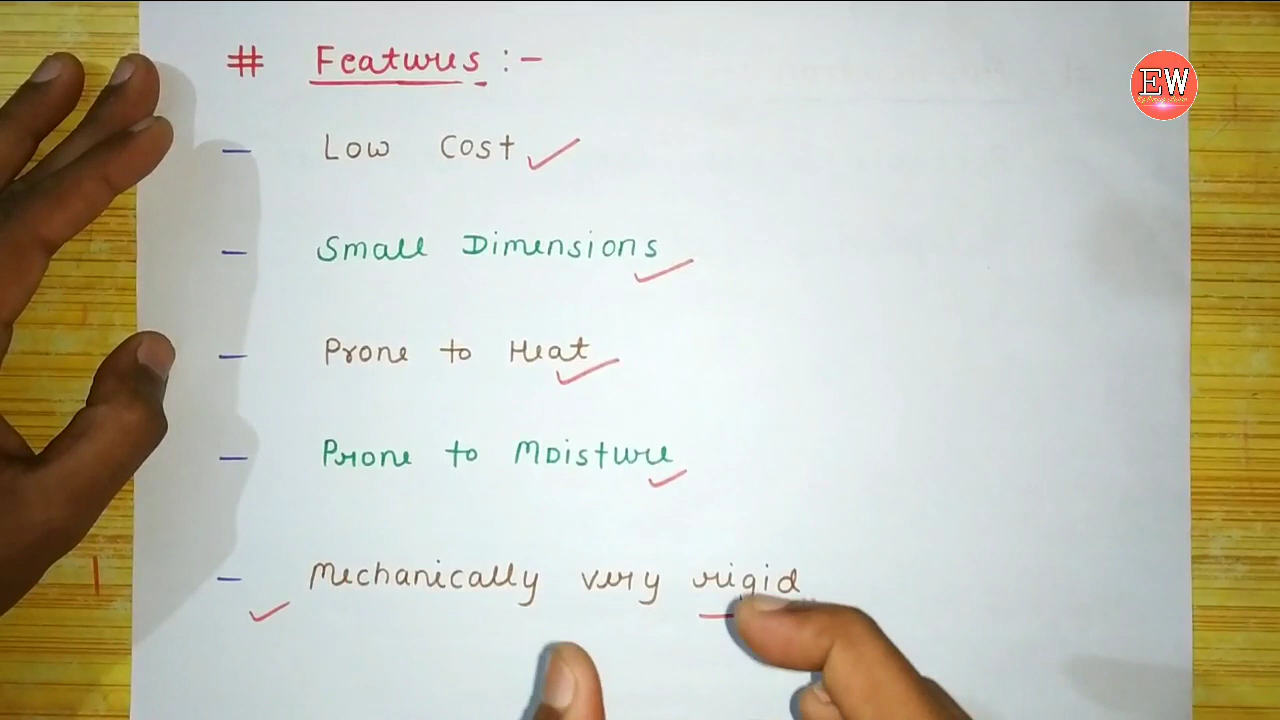 # Features :-
- Low Cost
- Small Dimensions
- Prone to Heat
- Prone to Moisture
- Mechanically very rigid
EW